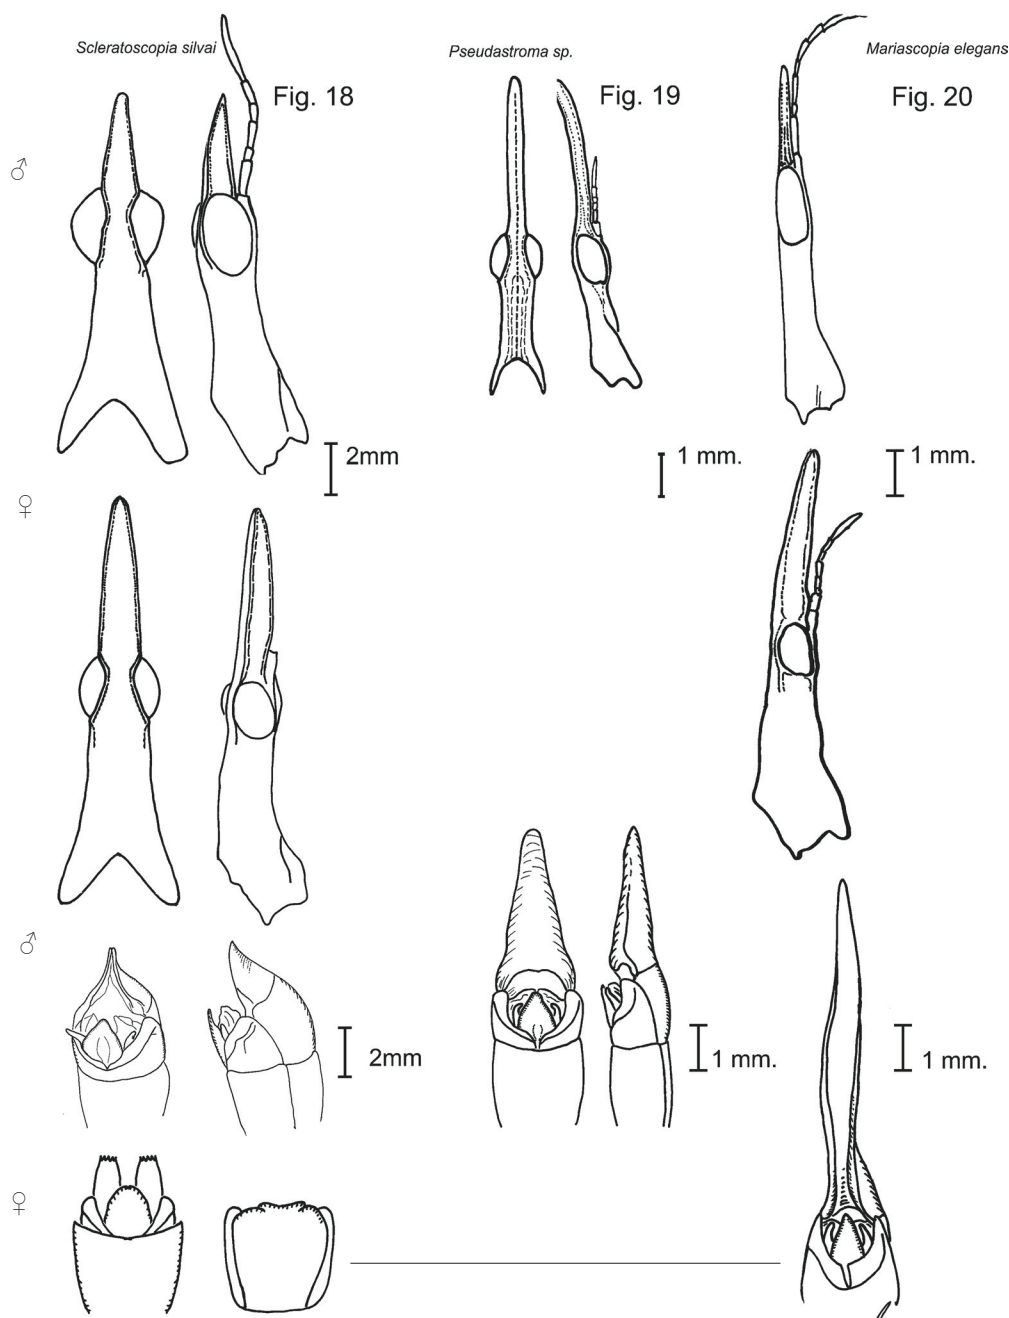 Scleratoscopia silvai
Pseudastroma sp.
Mariascopia elegans
Fig. 18
Fig. 19
Fig. 20
♂
2mm
1 mm.
1 mm.
♀
♂
2mm
1 mm.
1 mm.
♀